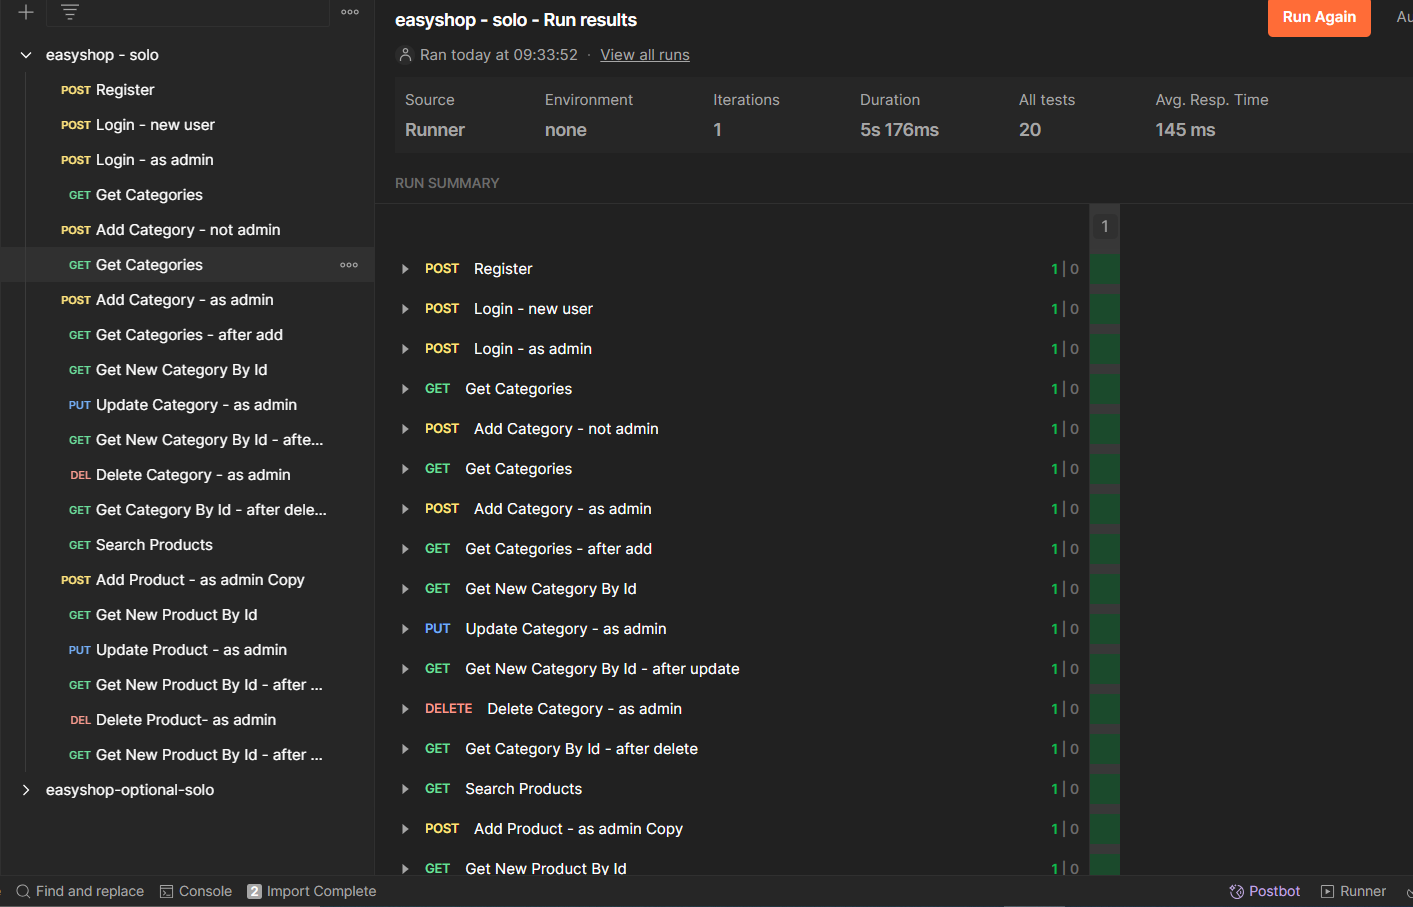 easyshop - solo
POST Register
POST Login - new user
POST Login - as admin
GET Get Categories
POST Add Category - not admin
GET Get Categories
POST Add Category - as admin
GET Get Categories - after add
GET Get New Category By Id
PUT Update Category - as admin
GET Get New Category By Id - afte...
DEL Delete Category - as admin
GET Get Category By Id - after dele...
GET Search Products
POST Add Product - as admin Copy
GET Get New Product By Id
PUT Update Product - as admin
GET Get New Product By Id - after ...
DEL Delete Product- as admin
GET Get New Product By Id - after ...
easyshop-optional-solo
easyshop - solo - Run results
Run Again
Au
Ran today at 09:33:52 · View all runs
Source Environment Iterations Duration All tests Avg. Resp. Time
Runner none 1 5s 176ms 20 145 ms
RUN SUMMARY
1
POST Register 1 | 0
POST Login - new user 1 | 0
POST Login - as admin 1 | 0
GET Get Categories 1 | 0
POST Add Category - not admin 1 | 0
GET Get Categories 1 | 0
POST Add Category - as admin 1 | 0
GET Get Categories - after add 1 | 0
GET Get New Category By Id 1 | 0
PUT Update Category - as admin 1 | 0
GET Get New Category By Id - after update 1 | 0
DELETE Delete Category - as admin 1 | 0
GET Get Category By Id - after delete 1 | 0
GET Search Products 1 | 0
POST Add Product - as admin Copy 1 | 0
GET Get New Product By Id 1 | 0
Find and replace Console 2 Import Complete Postbot Runner